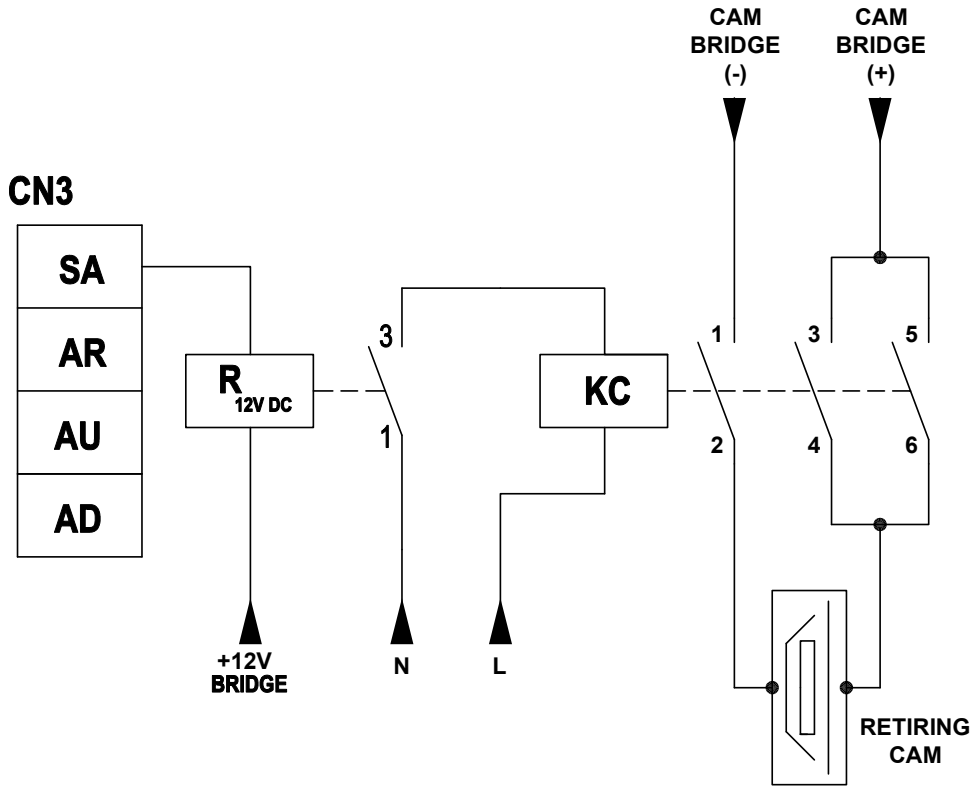 CAM
BRIDGE
(-)
CAM
BRIDGE
(+)
CN3
SA
AR
AU
AD
R
12V DC
3
1
KC
1
3
5
2
4
6
+12V
BRIDGE
N
L
RETIRING
CAM